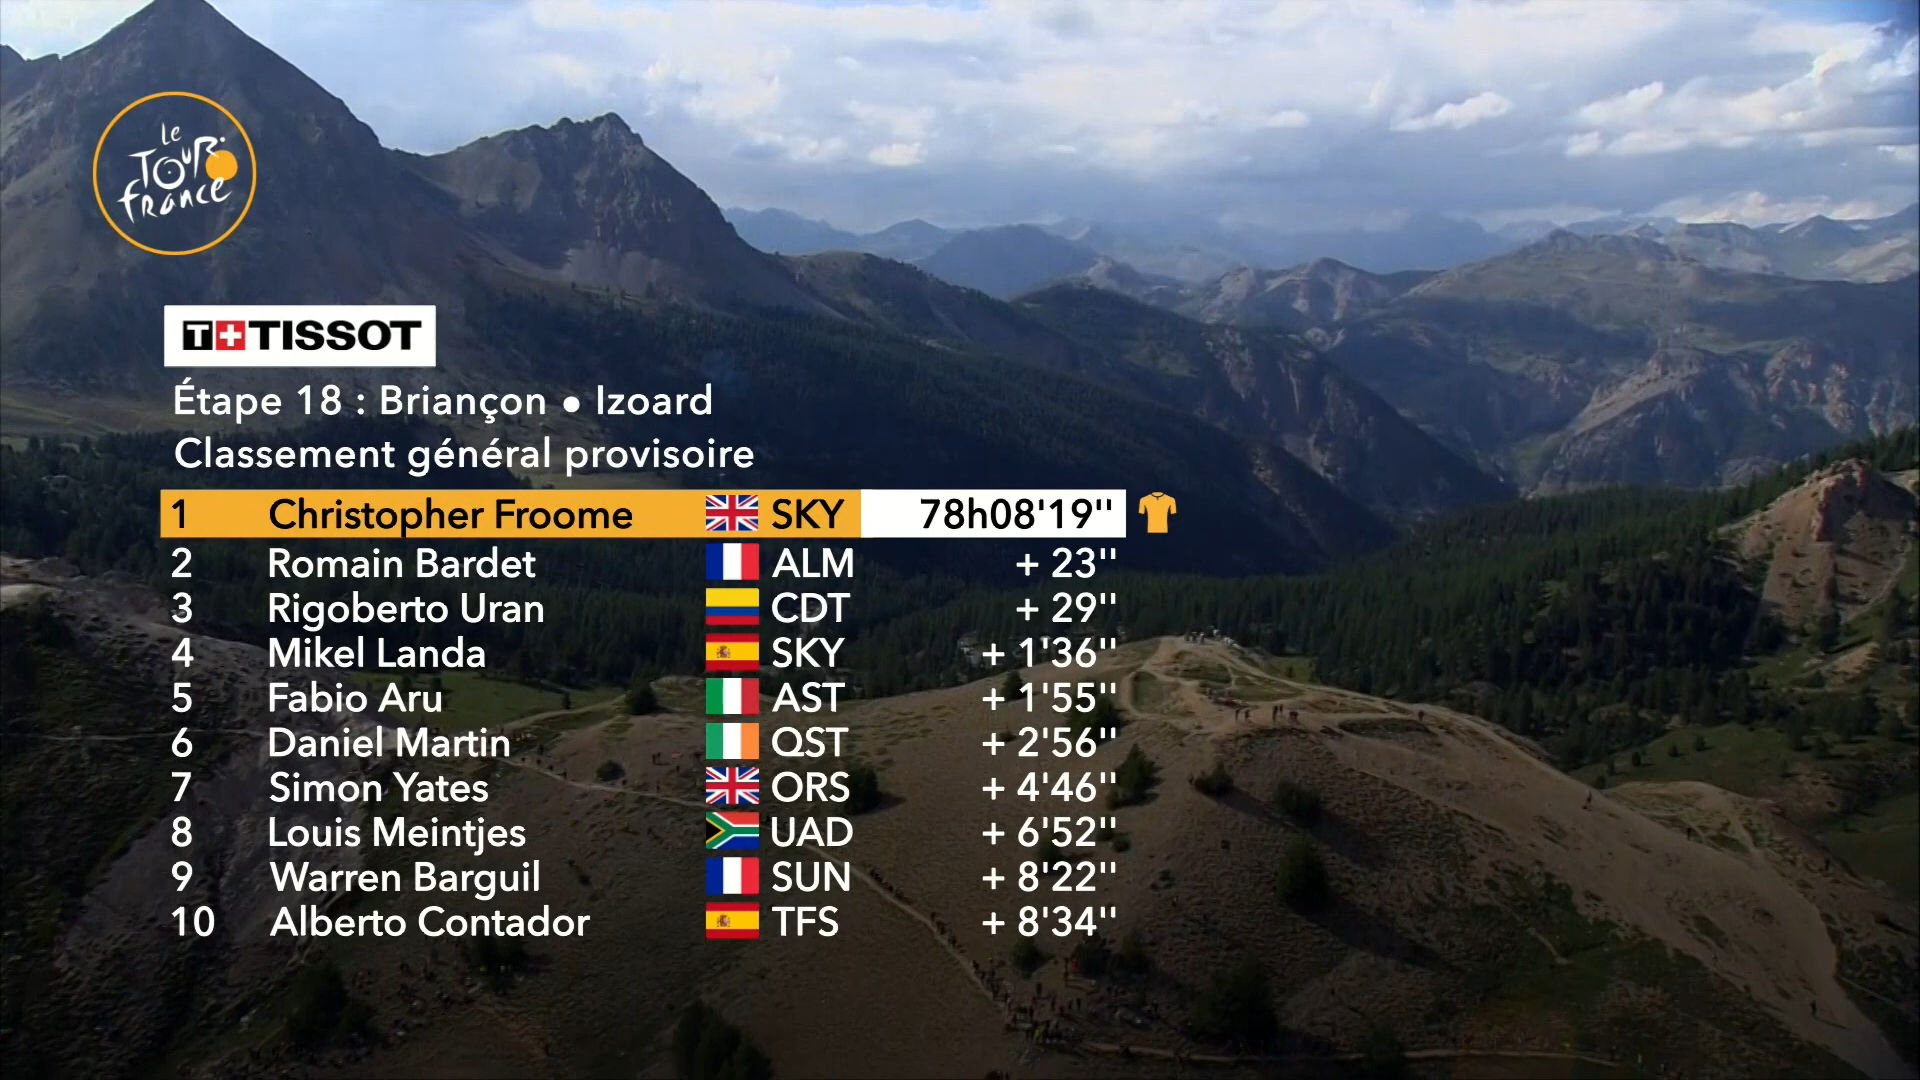 Le
Tour
de
france
T+TISSOT
Étape 18 : Briançon • Izoard
Classement général provisoire
1 Christopher Froome SKY 78h08'19''
2 Romain Bardet ALM + 23''
3 Rigoberto Uran CDT + 29''
4 Mikel Landa SKY + 1'36''
5 Fabio Aru AST + 1'55''
6 Daniel Martin QST + 2'56''
7 Simon Yates ORS + 4'46''
8 Louis Meintjes UAD + 6'52''
9 Warren Barguil SUN + 8'22''
10 Alberto Contador TFS + 8'34''